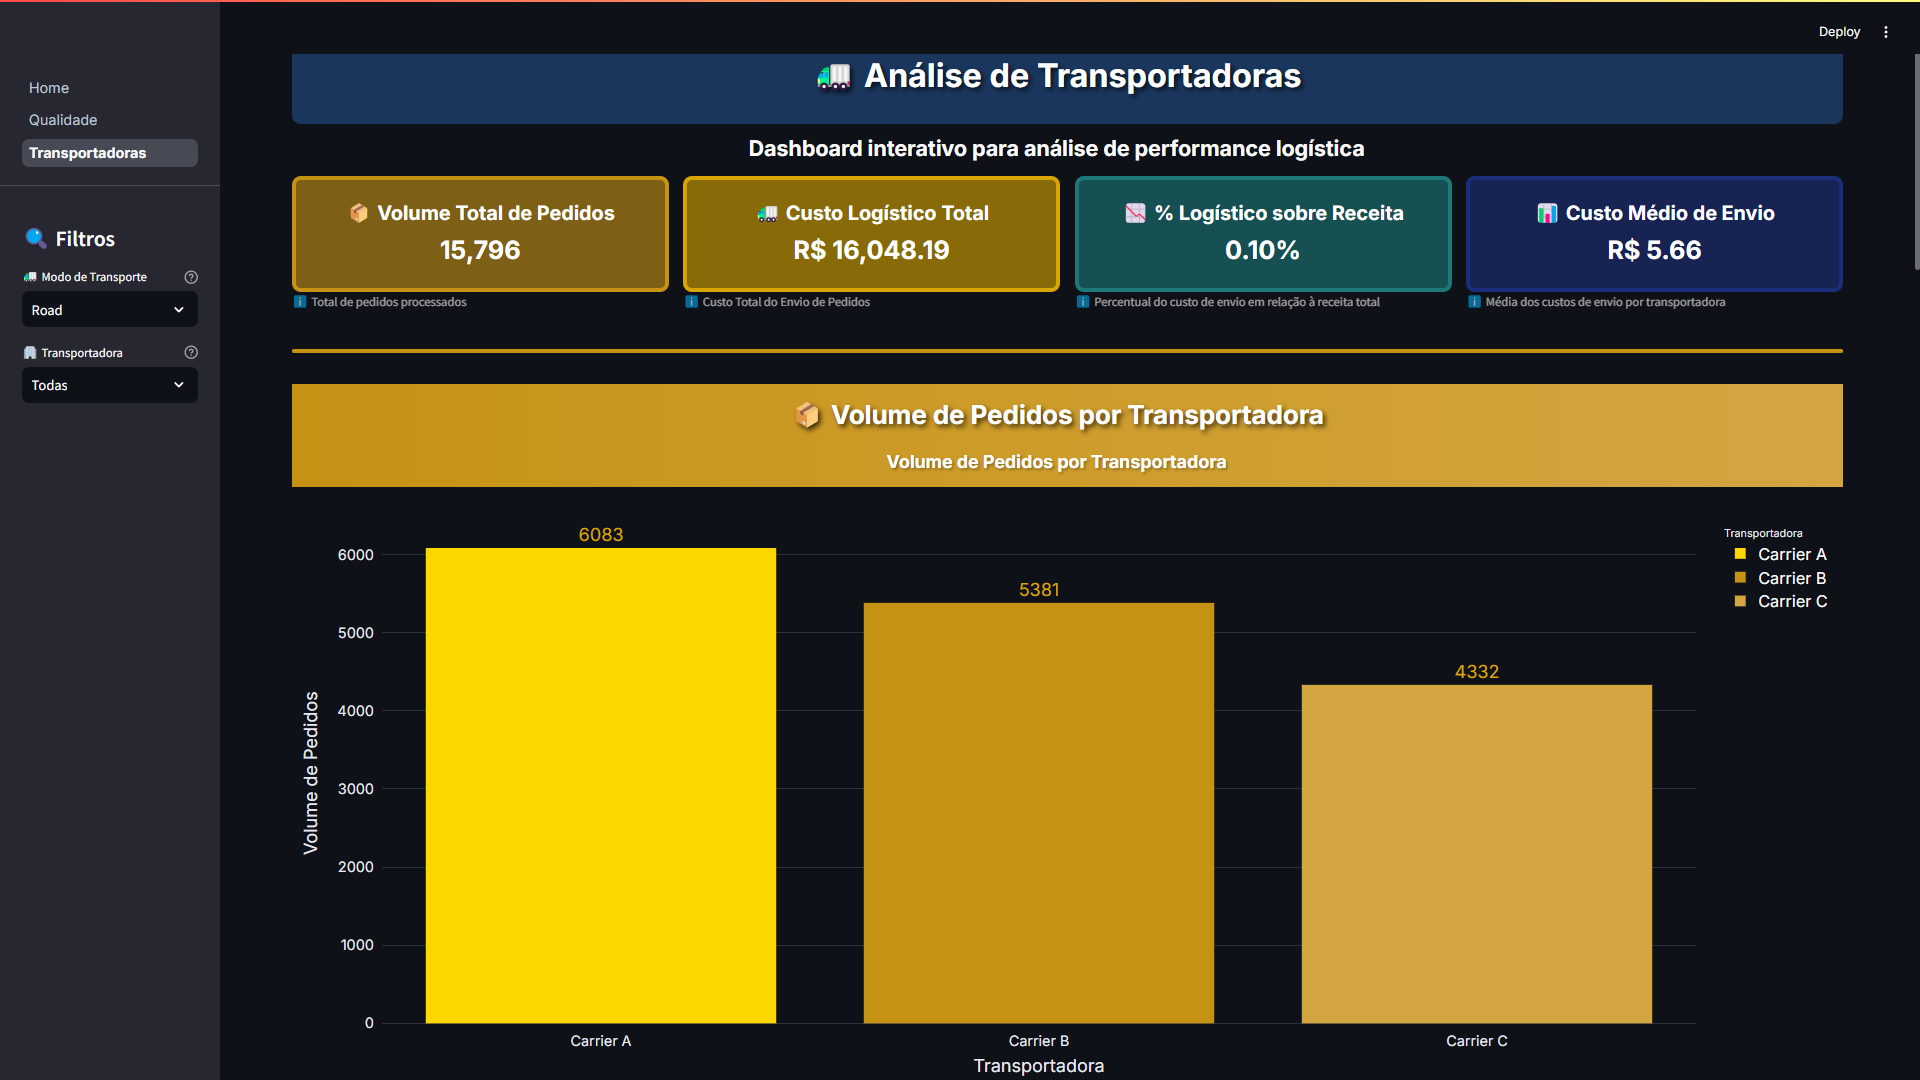 Deploy
Home
Qualidade
Transportadoras
Filtros
Modo de Transporte
Road
Transportadora
Todas
Análise de Transportadoras
Dashboard interativo para análise de performance logística
Volume Total de Pedidos
15,796
Total de pedidos processados
Custo Logístico Total
R$ 16,048.19
Custo Total do Envio de Pedidos
% Logístico sobre Receita
0.10%
Percentual do custo de envio em relação à receita total
Custo Médio de Envio
R$ 5.66
Média dos custos de envio por transportadora
Volume de Pedidos por Transportadora
Volume de Pedidos por Transportadora
Volume de Pedidos
6000
5000
4000
3000
2000
1000
0
6083
5381
4332
Carrier A
Carrier B
Carrier C
Transportadora
Transportadora
Carrier A
Carrier B
Carrier C